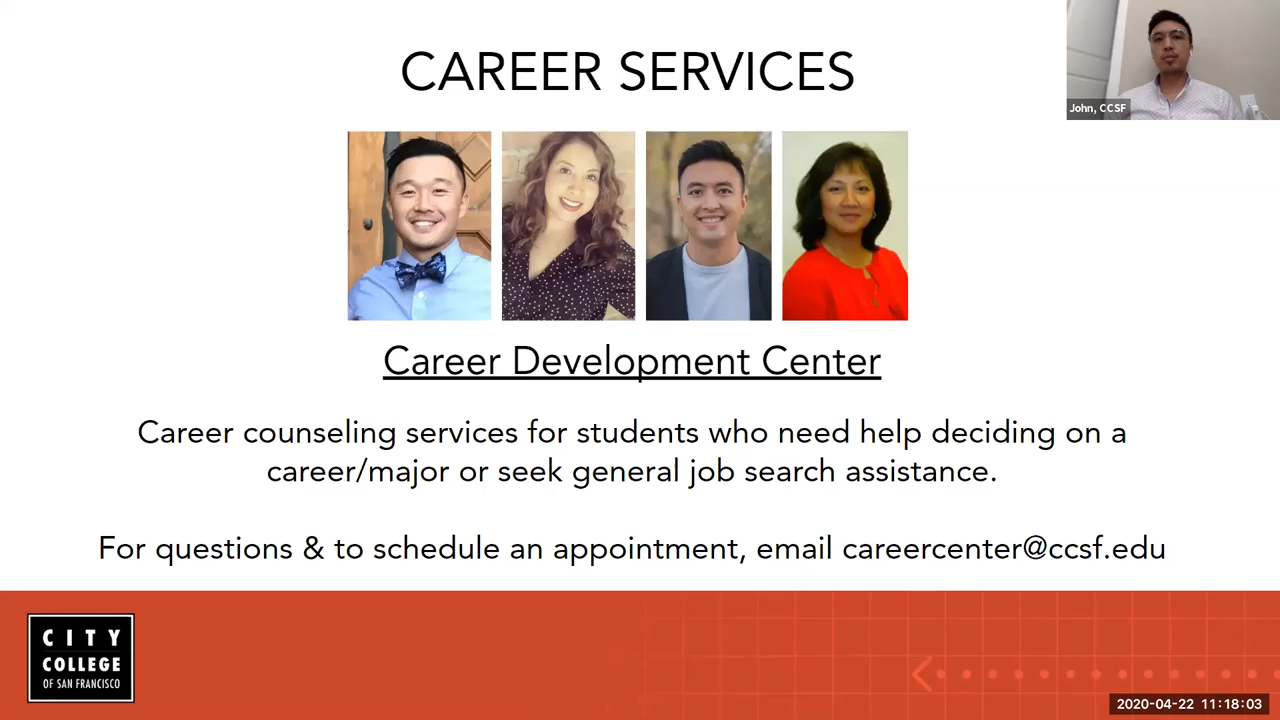 CAREER SERVICES
John, CCSF
Career Development Center
Career counseling services for students who need help deciding on a
career/major or seek general job search assistance.
For questions & to schedule an appointment, email careercenter@ccsf.edu
CITY
COLLEGE
OF SAN FRANCISCO
2020-04-22 11:18:03